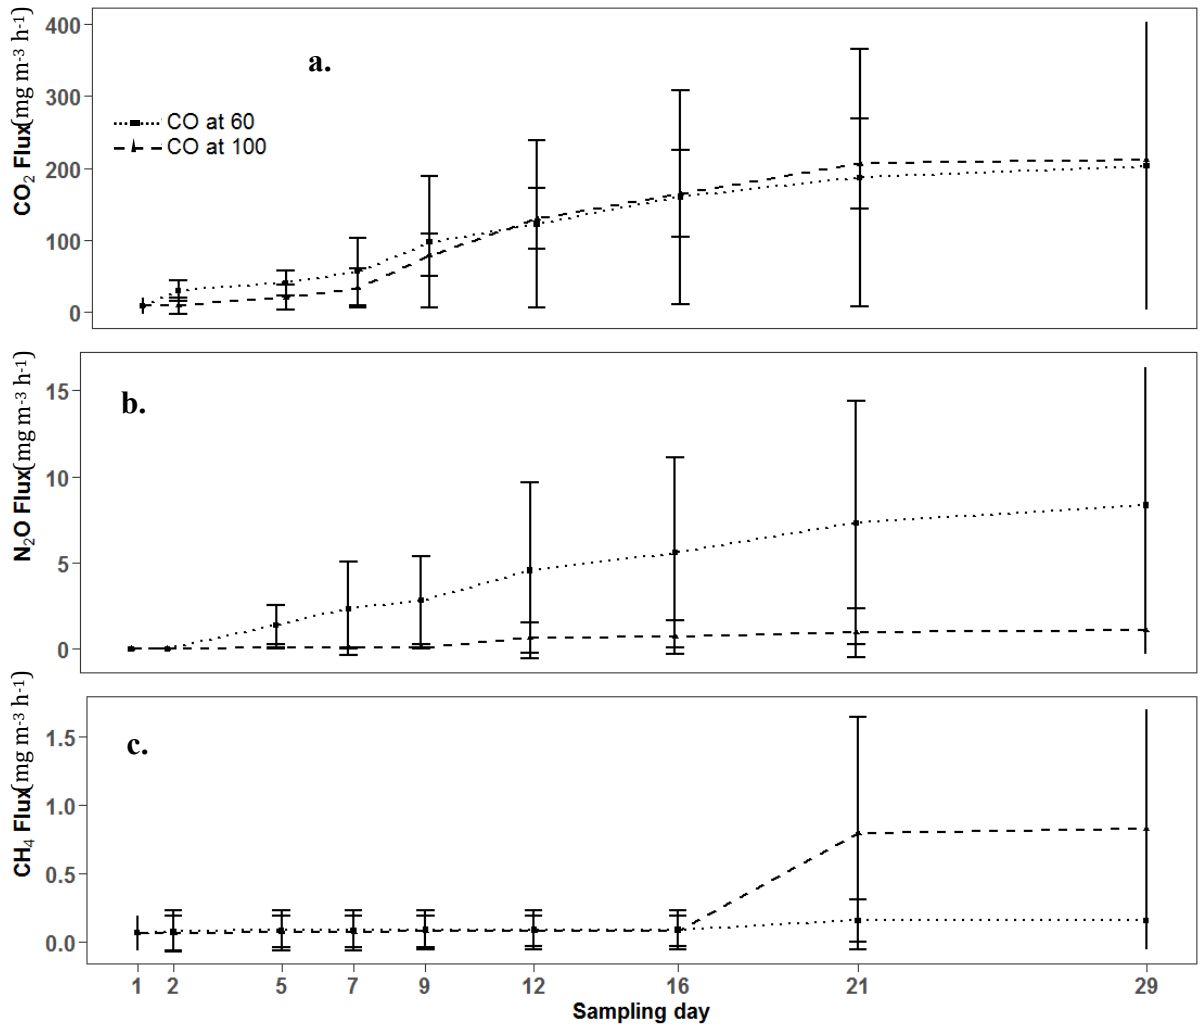 a.
CO₂ Flux(mg m⁻³ h⁻¹)
400
300
200
100
0
CO at 60
CO at 100
b.
N₂O Flux(mg m⁻³ h⁻¹)
15
10
5
0
c.
CH₄ Flux(mg m⁻³ h⁻¹)
1.5
1.0
0.5
0.0
1 2 5 7 9 12 16 21 29
Sampling day